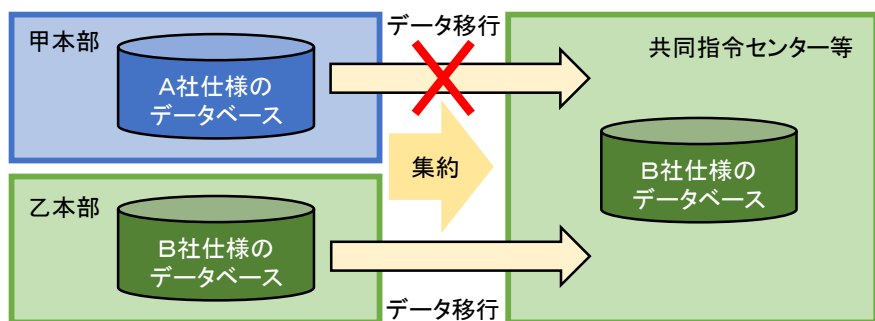 甲本部
A社仕様の
データベース
データ移行
集約
乙本部
B社仕様の
データベース
データ移行
共同指令センター等
B社仕様の
データベース